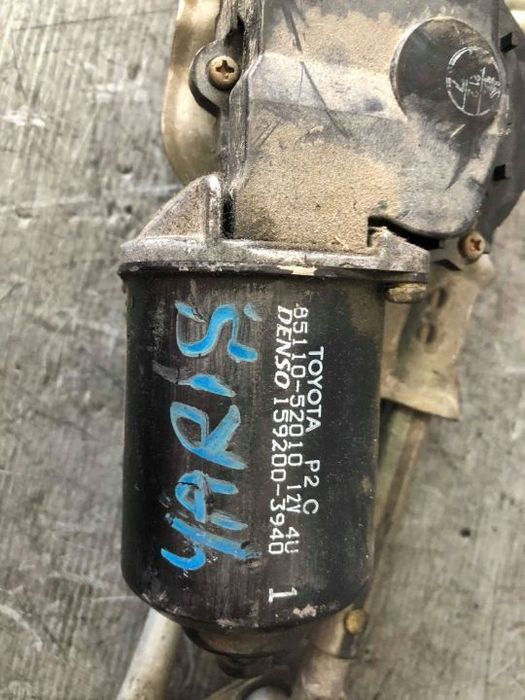 YARIS
TOYOTA P2 C
85110-52010 12V 4U
DENSO 159200-3940
1